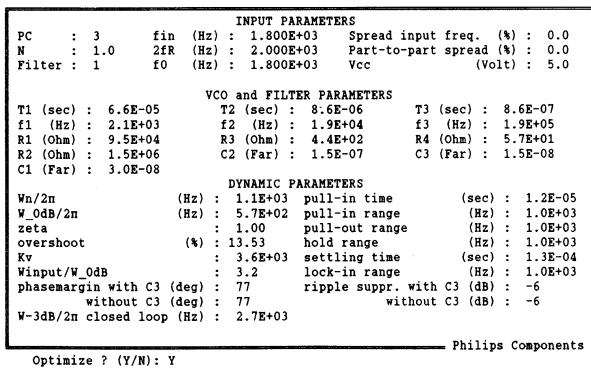 INPUT PARAMETERS
PC : 3 fin (Hz) : 1.800E+03 Spread input freq. (%) : 0.0
N : 1.0 2fR (Hz) : 2.000E+03 Part-to-part spread (%) : 0.0
Filter : 1 f0 (Hz) : 1.800E+03 Vcc (Volt) : 5.0
VCO and FILTER PARAMETERS
T1 (sec) : 6.6E-05 T2 (sec) : 8.6E-06 T3 (sec) : 8.6E-07
f1 (Hz) : 2.1E+03 f2 (Hz) : 1.9E+04 f3 (Hz) : 1.9E+05
R1 (Ohm) : 9.5E+04 R3 (Ohm) : 4.4E+02 R4 (Ohm) : 5.7E+01
R2 (Ohm) : 1.5E+06 C2 (Far) : 1.5E-07 C3 (Far) : 1.5E-08
C1 (Far) : 3.0E-08
DYNAMIC PARAMETERS
Wn/2π (Hz) : 1.1E+03 pull-in time (sec) : 1.2E-05
W_0dB/2π (Hz) : 5.7E+02 pull-in range (Hz) : 1.0E+03
zeta : 1.00 pull-out range (Hz) : 1.0E+03
overshoot (%) : 13.53 hold range (Hz) : 1.0E+03
Kv : 3.6E+03 settling time (sec) : 1.3E-04
Winput/W_0dB : 3.2 lock-in range (Hz) : 1.0E+03
phasemargin with C3 (deg) : 77 ripple suppr. with C3 (dB) : -6
without C3 (deg) : 77 without C3 (dB) : -6
W-3dB/2π closed loop (Hz) : 2.7E+03
Philips Components
Optimize ? (Y/N): Y